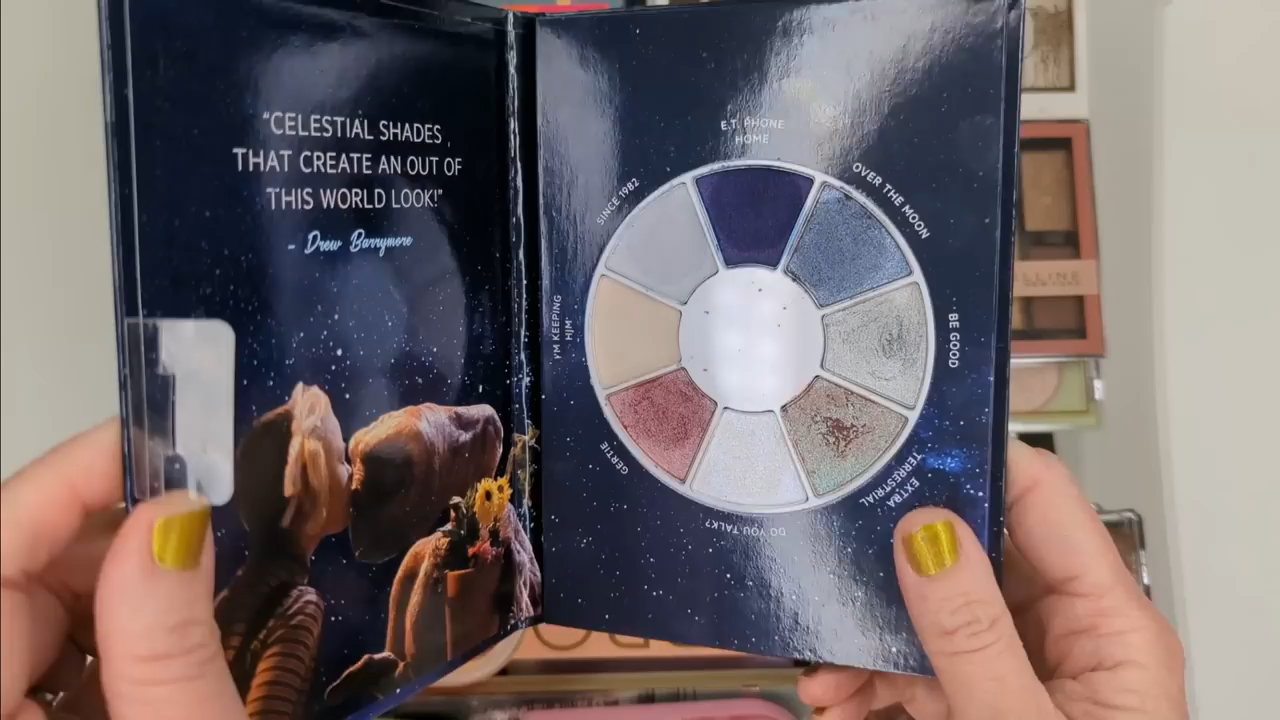 “CELESTIAL SHADES
THAT CREATE AN OUT OF
THIS WORLD LOOK!”
- Drew Barrymore
E.T. PHONE
HOME
OVER THE MOON
BE GOOD
EXTRA
TERRESTRIAL
DO YOU TALK?
GERTIE
I'M KEEPING
HIM
SINCE 1982